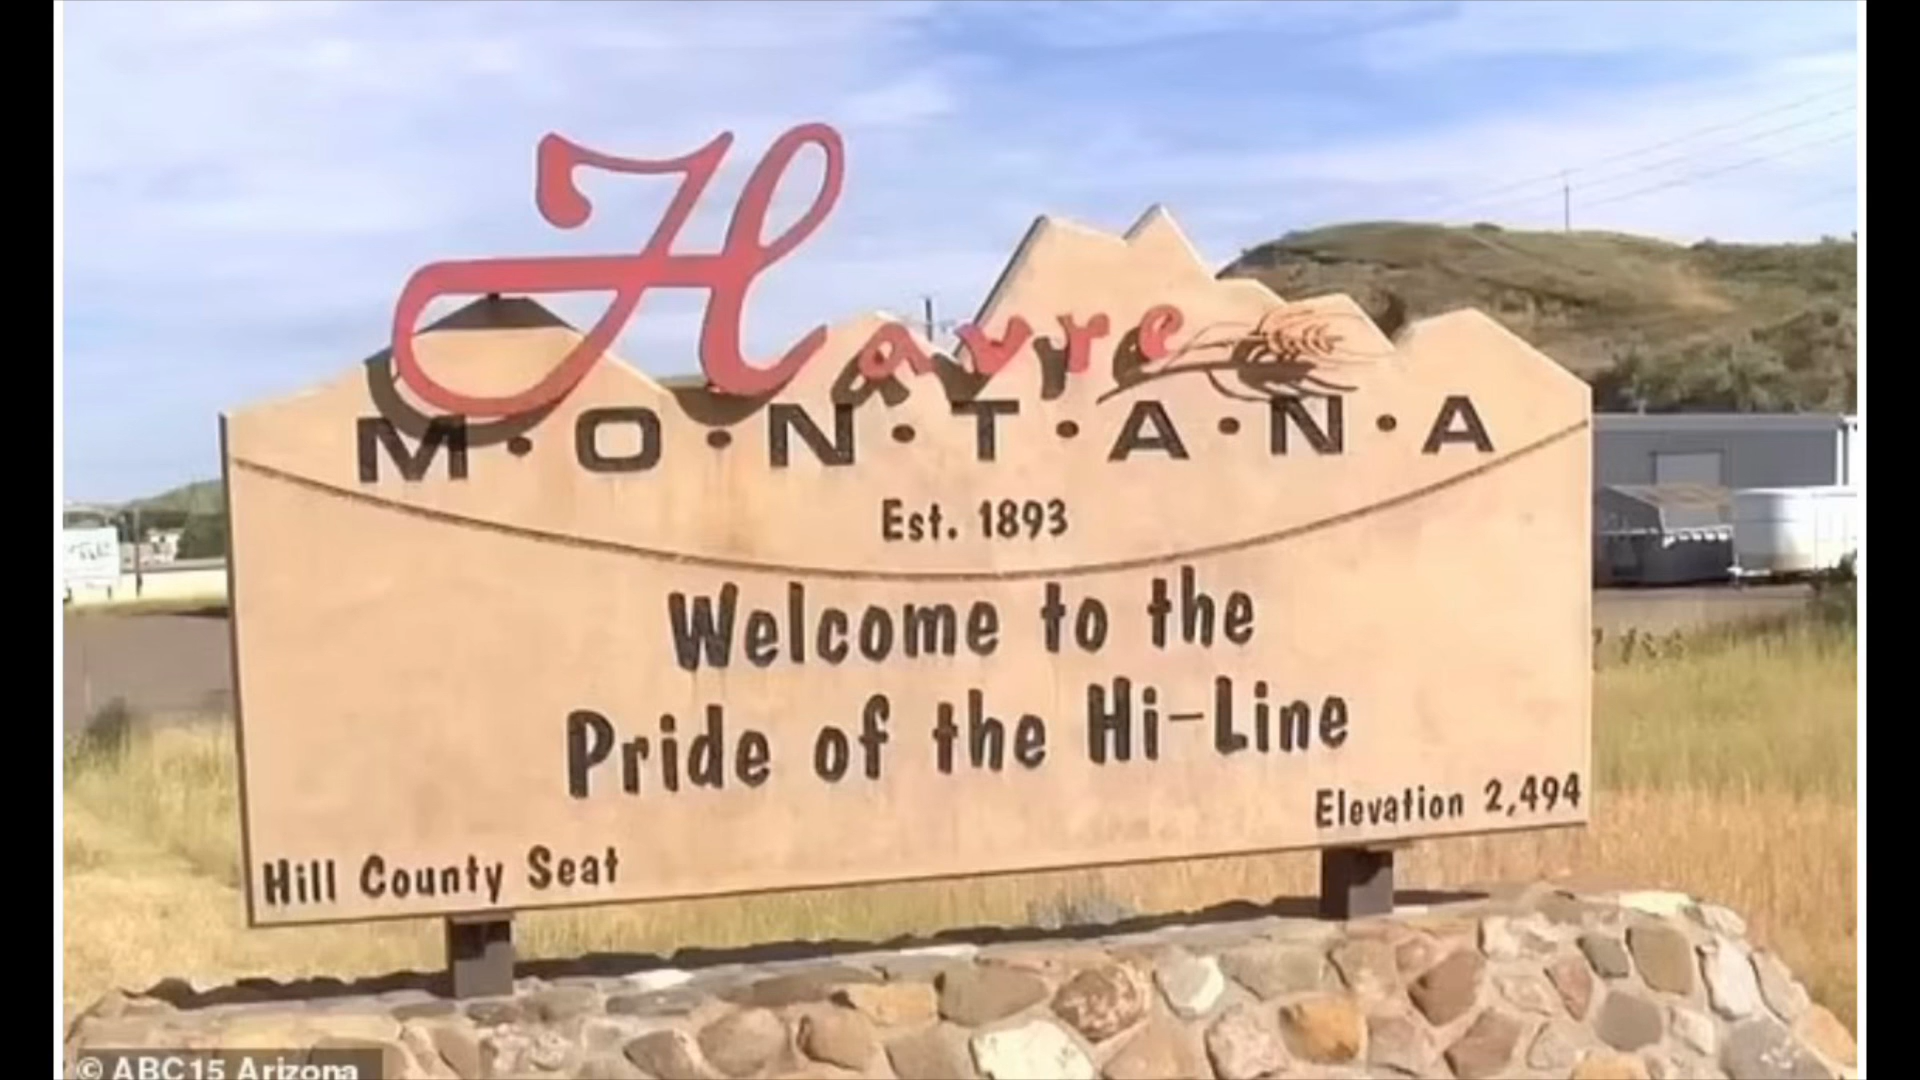 Havre
M·O·N·T·A·N·A
Est. 1893
Welcome to the
Pride of the Hi-Line
Elevation 2,494
Hill County Seat
© ABC15 Arizona